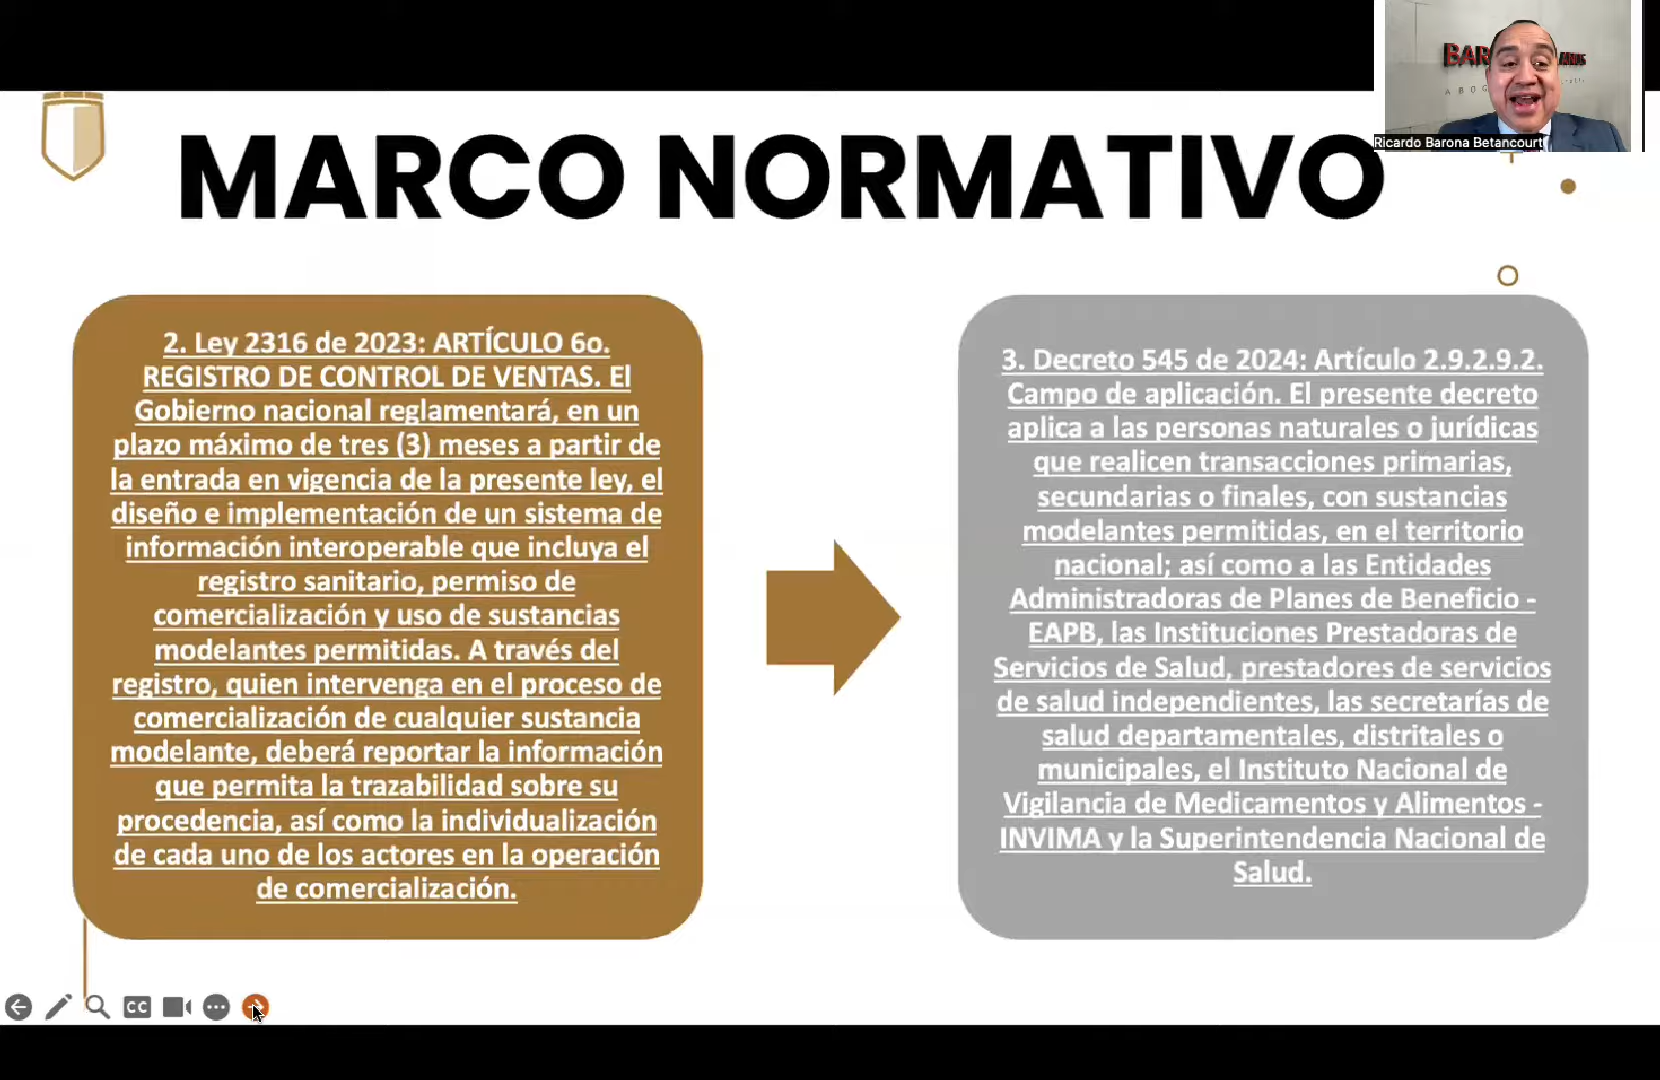 MARCO NORMATIVO
Ricardo Barona Betancourt
2. Ley 2316 de 2023: ARTÍCULO 6o.
REGISTRO DE CONTROL DE VENTAS. El
Gobierno nacional reglamentará, en un
plazo máximo de tres (3) meses a partir de
la entrada en vigencia de la presente ley, el
diseño e implementación de un sistema de
información interoperable que incluya el
registro sanitario, permiso de
comercialización y uso de sustancias
modelantes permitidas. A través del
registro, quien intervenga en el proceso de
comercialización de cualquier sustancia
modelante, deberá reportar la información
que permita la trazabilidad sobre su
procedencia, así como la individualización
de cada uno de los actores en la operación
de comercialización.
3. Decreto 545 de 2024: Artículo 2.9.2.9.2.
Campo de aplicación. El presente decreto
aplica a las personas naturales o jurídicas
que realicen transacciones primarias,
secundarias o finales, con sustancias
modelantes permitidas, en el territorio
nacional; así como a las Entidades
Administradoras de Planes de Beneficio -
EAPB, las Instituciones Prestadoras de
Servicios de Salud, prestadores de servicios
de salud independientes, las secretarías de
salud departamentales, distritales o
municipales, el Instituto Nacional de
Vigilancia de Medicamentos y Alimentos -
INVIMA y la Superintendencia Nacional de
Salud.
CC